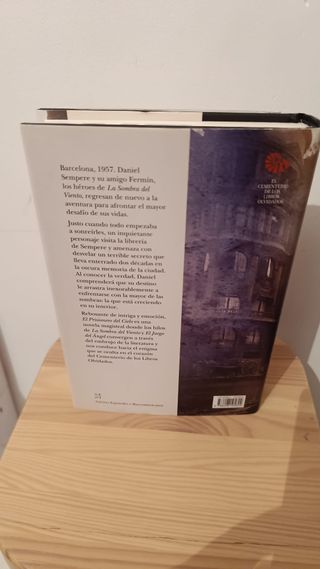 Barcelona, 1957. Daniel
Sempere y su amigo Fermín,
los héroes de La Sombra del
Viento, regresan de nuevo a la
aventura para afrontar el mayor
desafío de sus vidas.
Justo cuando todo empezaba
a sonreírles, un inquietante
personaje visita la librería
de Sempere y amenaza con
desvelar un terrible secreto que
lleva enterrado dos décadas en
la oscura memoria de la ciudad.
Al conocer la verdad, Daniel
comprenderá que su destino
le arrastra inexorablemente a
enfrentarse con la mayor de las
sombras: la que está creciendo
en su interior.
Rebosante de intriga y emoción,
El Prisionero del Cielo es una
novela magistral donde los hilos
de La Sombra del Viento y El Juego
del Ángel convergen a través
del embrujo de la literatura y
nos conduce hacia el enigma
que se oculta en el corazón
del Cementerio de los Libros
Olvidados.
EL
CEMENTERIO
DE LOS
LIBROS
OLVIDADOS